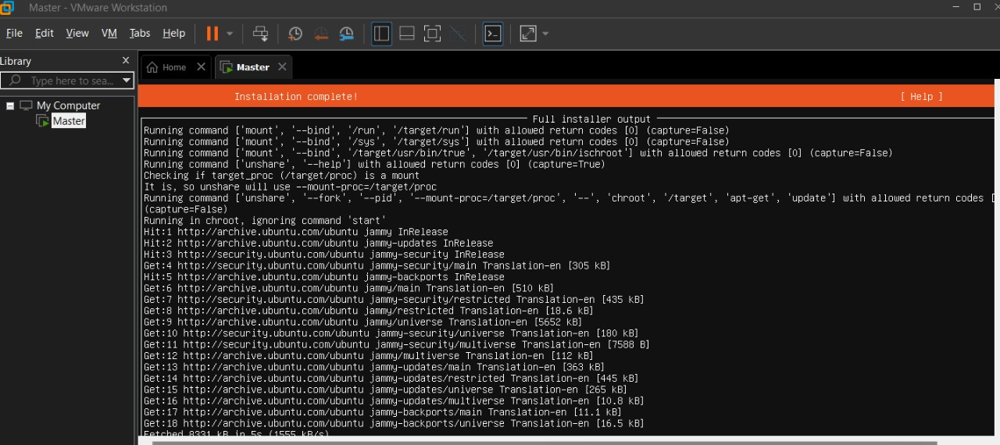 Master - VMware Workstation
File Edit View VM Tabs Help
Library X
Type here to sea...
My Computer
Master
Home
Master
Installation complete! [ Help ]
Full installer output
Running command ['mount', '--bind', '/run', '/target/run'] with allowed return codes [0] (capture=False)
Running command ['mount', '--bind', '/sys', '/target/sys'] with allowed return codes [0] (capture=False)
Running command ['mount', '--bind', '/target/usr/bin/true', '/target/usr/bin/ischroot'] with allowed return codes [0] (capture=False)
Running command ['unshare', '--help'] with allowed return codes [0] (capture=True)
Checking if target_proc (/target/proc) is a mount
It is, so unshare will use --mount-proc=/target/proc
Running command ['unshare', '--fork', '--pid', '--mount-proc=/target/proc', '--', 'chroot', '/target', 'apt-get', 'update'] with allowed return codes [
(capture=False)
Running in chroot, ignoring command 'start'
Hit:1 http://archive.ubuntu.com/ubuntu jammy InRelease
Hit:2 http://archive.ubuntu.com/ubuntu jammy-updates InRelease
Hit:3 http://security.ubuntu.com/ubuntu jammy-security InRelease
Get:4 http://security.ubuntu.com/ubuntu jammy-security/main Translation-en [305 kB]
Hit:5 http://archive.ubuntu.com/ubuntu jammy-backports InRelease
Get:6 http://archive.ubuntu.com/ubuntu jammy/main Translation-en [510 kB]
Get:7 http://security.ubuntu.com/ubuntu jammy-security/restricted Translation-en [435 kB]
Get:8 http://archive.ubuntu.com/ubuntu jammy/restricted Translation-en [18.6 kB]
Get:9 http://archive.ubuntu.com/ubuntu jammy/universe Translation-en [5652 kB]
Get:10 http://security.ubuntu.com/ubuntu jammy-security/universe Translation-en [180 kB]
Get:11 http://security.ubuntu.com/ubuntu jammy-security/multiverse Translation-en [7588 B]
Get:12 http://archive.ubuntu.com/ubuntu jammy/multiverse Translation-en [112 kB]
Get:13 http://archive.ubuntu.com/ubuntu jammy-updates/main Translation-en [363 kB]
Get:14 http://archive.ubuntu.com/ubuntu jammy-updates/restricted Translation-en [445 kB]
Get:15 http://archive.ubuntu.com/ubuntu jammy-updates/universe Translation-en [265 kB]
Get:16 http://archive.ubuntu.com/ubuntu jammy-updates/multiverse Translation-en [10.8 kB]
Get:17 http://archive.ubuntu.com/ubuntu jammy-backports/main Translation-en [11.1 kB]
Get:18 http://archive.ubuntu.com/ubuntu jammy-backports/universe Translation-en [16.5 kB]
Fetched 8331 kB in 5s (1555 kB/s)